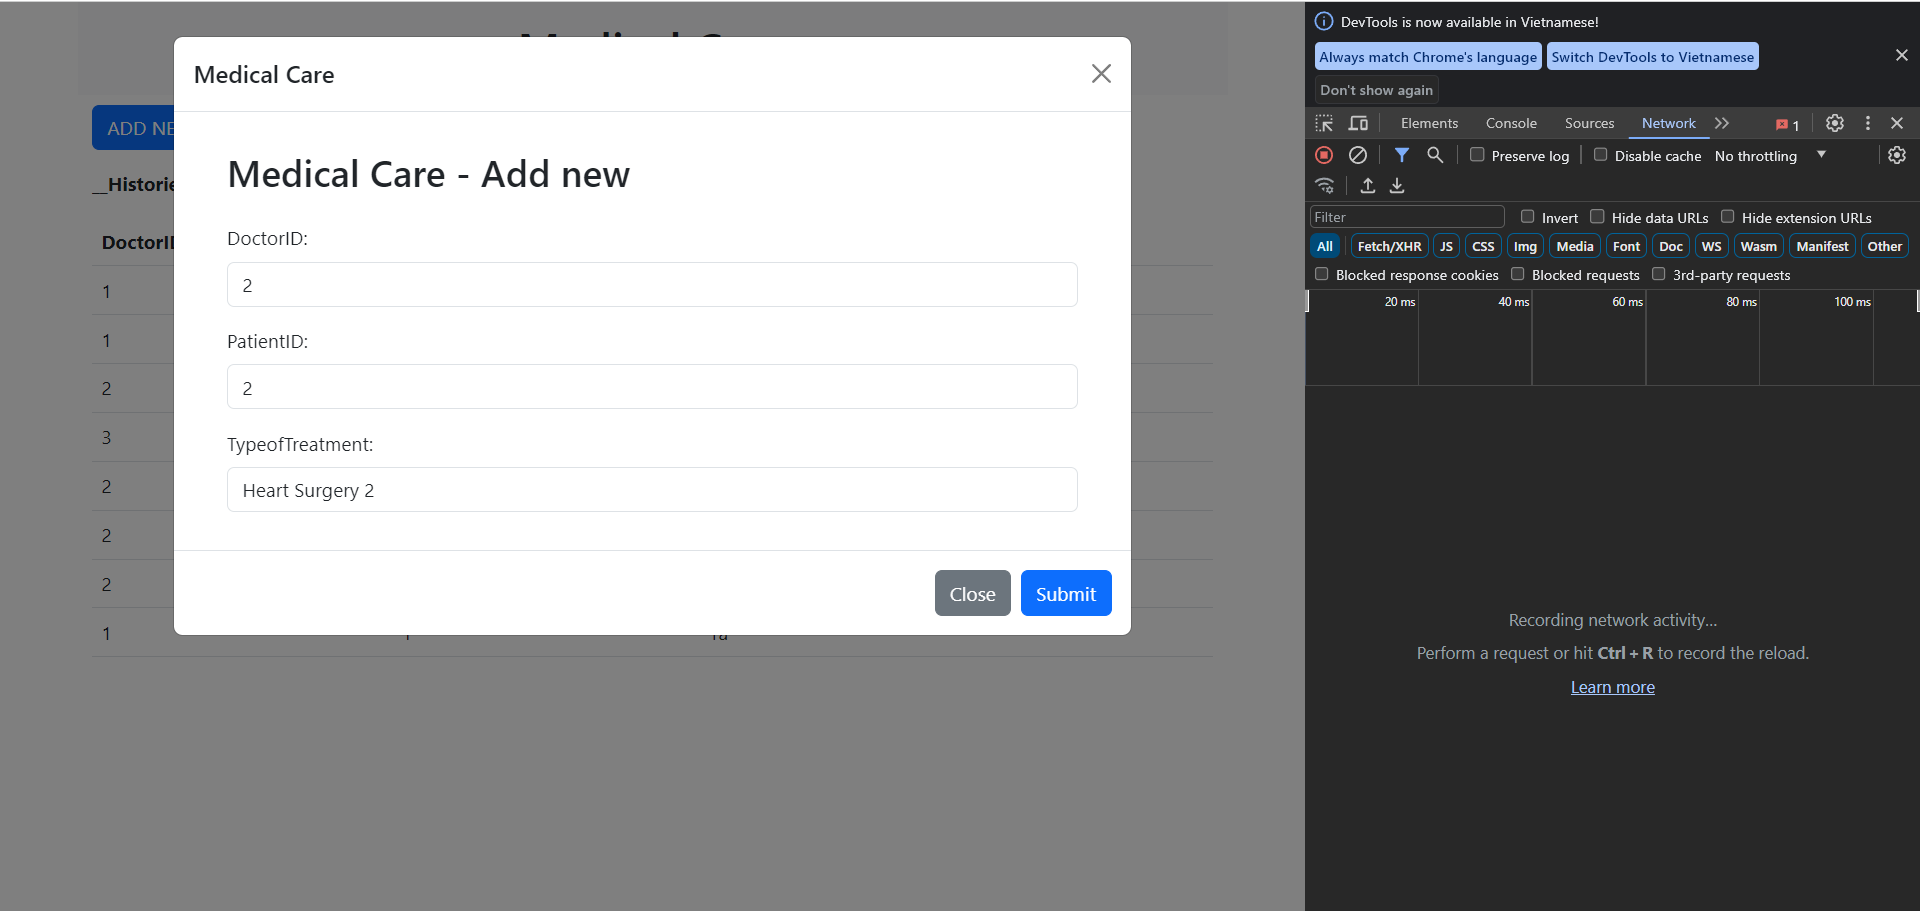 Medical Care
Medical Care - Add new
DoctorID:
2
PatientID:
2
TypeofTreatment:
Heart Surgery 2
Close Submit
ADD NE
__Historie
DoctorI
1
1
2
3
2
2
2
1
DevTools is now available in Vietnamese!
Always match Chrome's language Switch DevTools to Vietnamese
Don't show again
Elements Console Sources Network 1
Preserve log Disable cache No throttling
Filter Invert Hide data URLs Hide extension URLs
All Fetch/XHR JS CSS Img Media Font Doc WS Wasm Manifest Other
Blocked response cookies Blocked requests 3rd-party requests
20 ms 40 ms 60 ms 80 ms 100 ms
Recording network activity...
Perform a request or hit Ctrl + R to record the reload.
Learn more